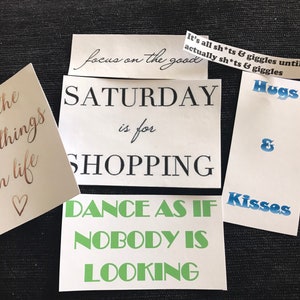 focus on the good
It's all sh*ts & giggles until
actually sh*ts & giggles
SATURDAY
is for
SHOPPING
the
things
in life
♡
Hugs
&
Kisses
DANCE AS IF
NOBODY IS
LOOKING